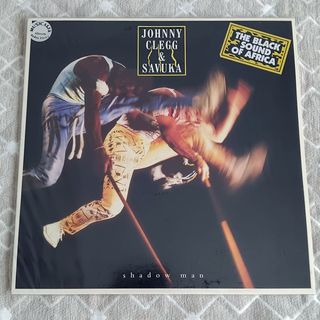 JOHNNY
CLEGG
&
SAVUKA
THE BLACK
SOUND
OF AFRICA
shadow man